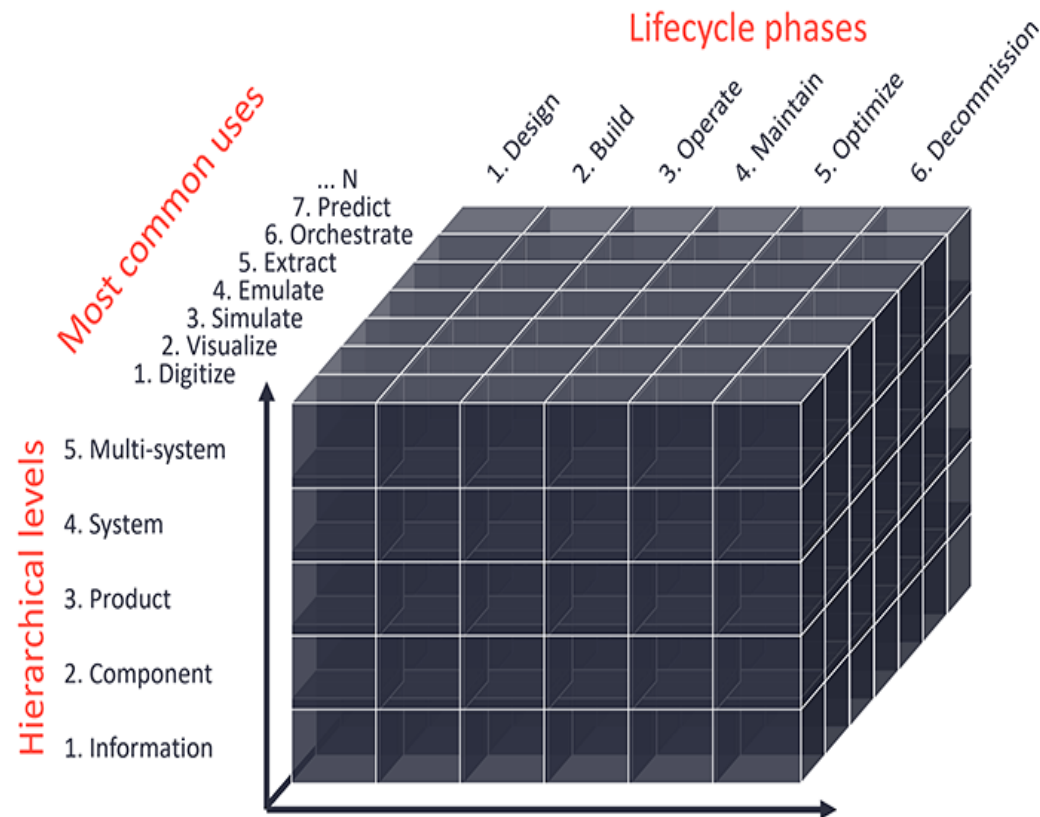 Lifecycle phases
1. Design
2. Build
3. Operate
4. Maintain
5. Optimize
6. Decommission
Most common uses
... N
7. Predict
6. Orchestrate
5. Extract
4. Emulate
3. Simulate
2. Visualize
1. Digitize
Hierarchical levels
5. Multi-system
4. System
3. Product
2. Component
1. Information